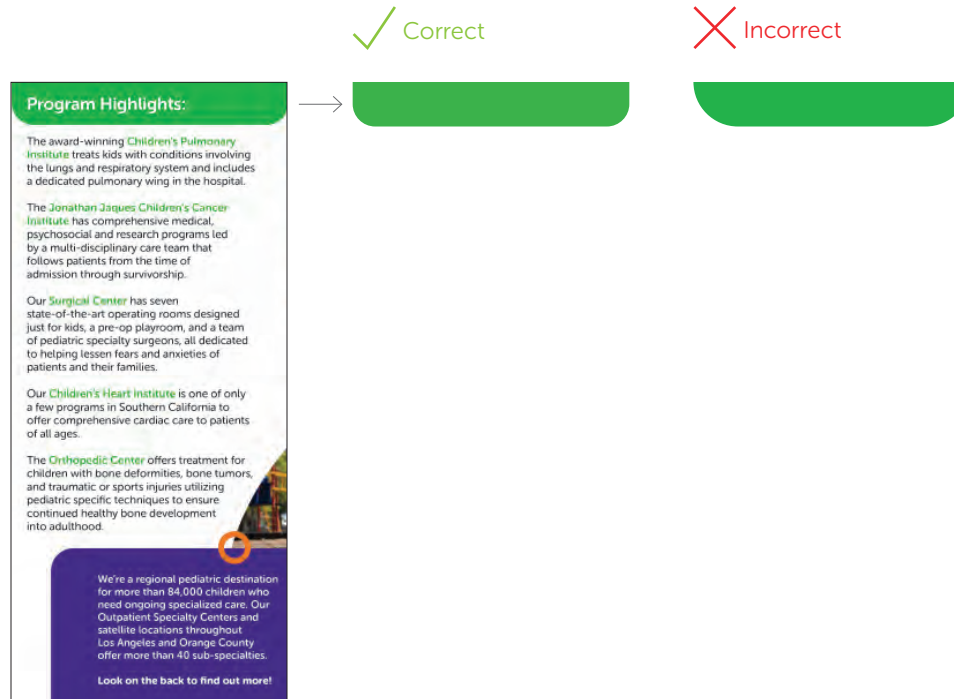 Correct
Incorrect
Program Highlights:
The award-winning Children's Pulmonary
Institute treats kids with conditions involving
the lungs and respiratory system and includes
a dedicated pulmonary wing in the hospital.
The Jonathan Jaques Children's Cancer
Institute has comprehensive medical,
psychosocial and research programs led
by a multi-disciplinary care team that
follows patients from the time of
admission through survivorship.
Our Surgical Center has seven
state-of-the-art operating rooms designed
just for kids, a pre-op playroom, and a team
of pediatric specialty surgeons, all dedicated
to helping lessen fears and anxieties of
patients and their families.
Our Children's Heart Institute is one of only
a few programs in Southern California to
offer comprehensive cardiac care to patients
of all ages.
The Orthopedic Center offers treatment for
children with bone deformities, bone tumors,
and traumatic or sports injuries utilizing
pediatric specific techniques to ensure
continued healthy bone development
into adulthood.
We're a regional pediatric destination
for more than 84,000 children who
need ongoing specialized care. Our
Outpatient Specialty Centers and
satellite locations throughout
Los Angeles and Orange County
offer more than 40 sub-specialties.
Look on the back to find out more!